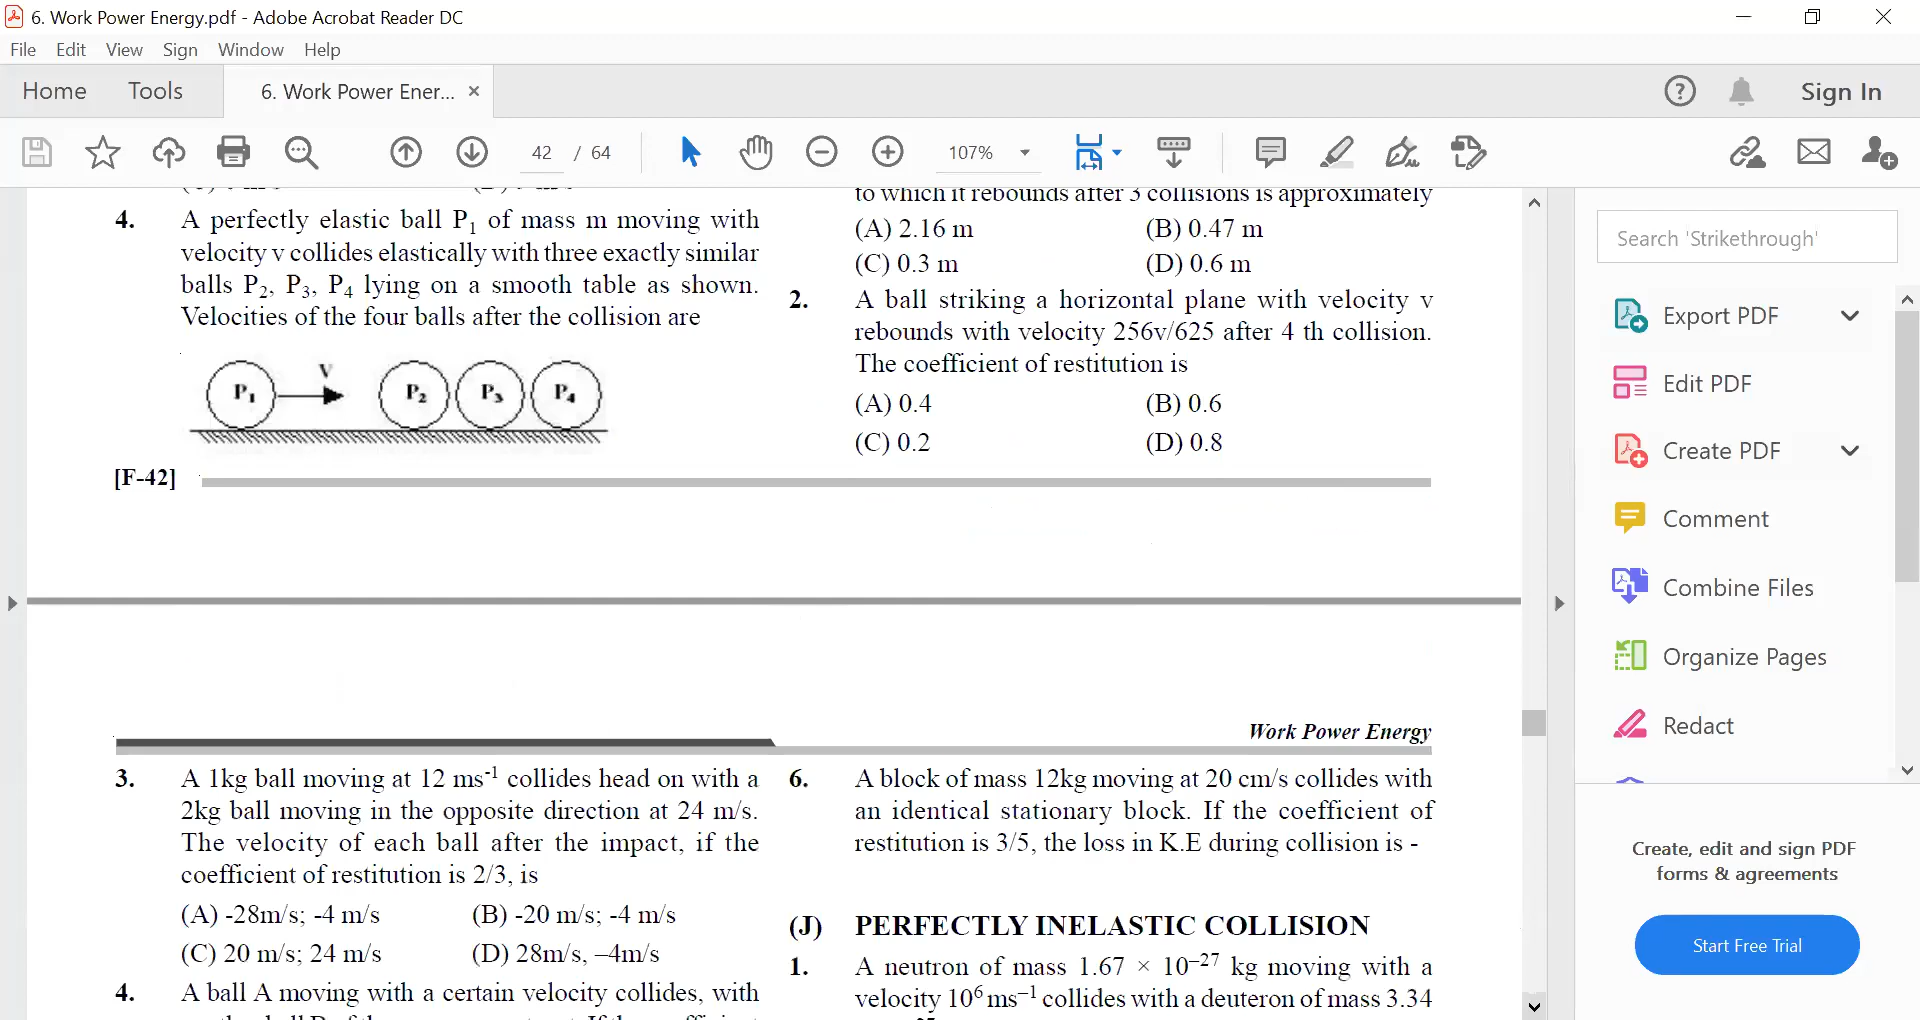 6. Work Power Energy.pdf - Adobe Acrobat Reader DC
File Edit View Sign Window Help
Home Tools 6. Work Power Ener... × Sign In
42 / 64 107%
4. A perfectly elastic ball P₁ of mass m moving with
velocity v collides elastically with three exactly similar
balls P₂, P₃, P₄ lying on a smooth table as shown.
Velocities of the four balls after the collision are
P₁ V P₂ P₃ P₄
[F-42]
to which it rebounds after 3 collisions is approximately
(A) 2.16 m (B) 0.47 m
(C) 0.3 m (D) 0.6 m
2. A ball striking a horizontal plane with velocity v
rebounds with velocity 256v/625 after 4 th collision.
The coefficient of restitution is
(A) 0.4 (B) 0.6
(C) 0.2 (D) 0.8
Work Power Energy
3. A 1kg ball moving at 12 ms⁻¹ collides head on with a
2kg ball moving in the opposite direction at 24 m/s.
The velocity of each ball after the impact, if the
coefficient of restitution is 2/3, is
(A) -28m/s; -4 m/s (B) -20 m/s; -4 m/s
(C) 20 m/s; 24 m/s (D) 28m/s, –4m/s
4. A ball A moving with a certain velocity collides, with
6. A block of mass 12kg moving at 20 cm/s collides with
an identical stationary block. If the coefficient of
restitution is 3/5, the loss in K.E during collision is -
(J) PERFECTLY INELASTIC COLLISION
1. A neutron of mass 1.67 × 10⁻²⁷ kg moving with a
velocity 10⁶ ms⁻¹ collides with a deuteron of mass 3.34
Search 'Strikethrough'
Export PDF
Edit PDF
Create PDF
Comment
Combine Files
Organize Pages
Redact
Create, edit and sign PDF
forms & agreements
Start Free Trial